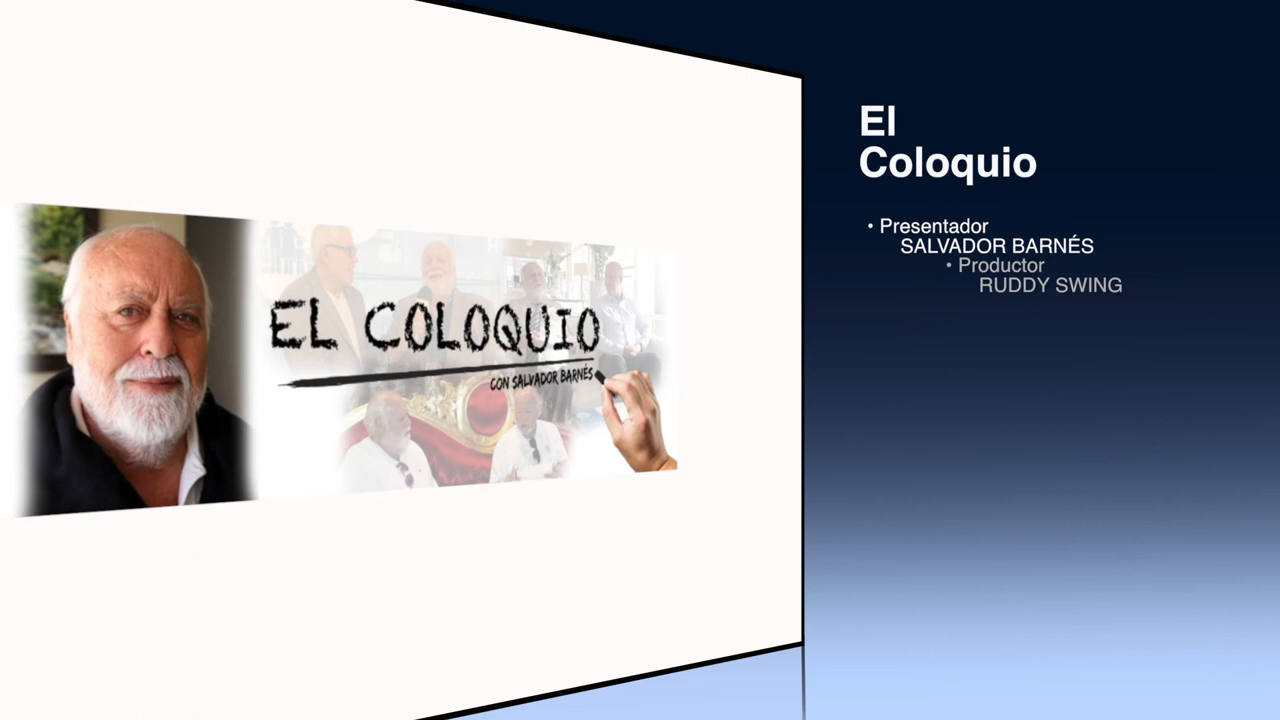 EL COLOQUIO
CON SALVADOR BARNÉS
El
Coloquio
• Presentador
SALVADOR BARNÉS
• Productor
RUDDY SWING